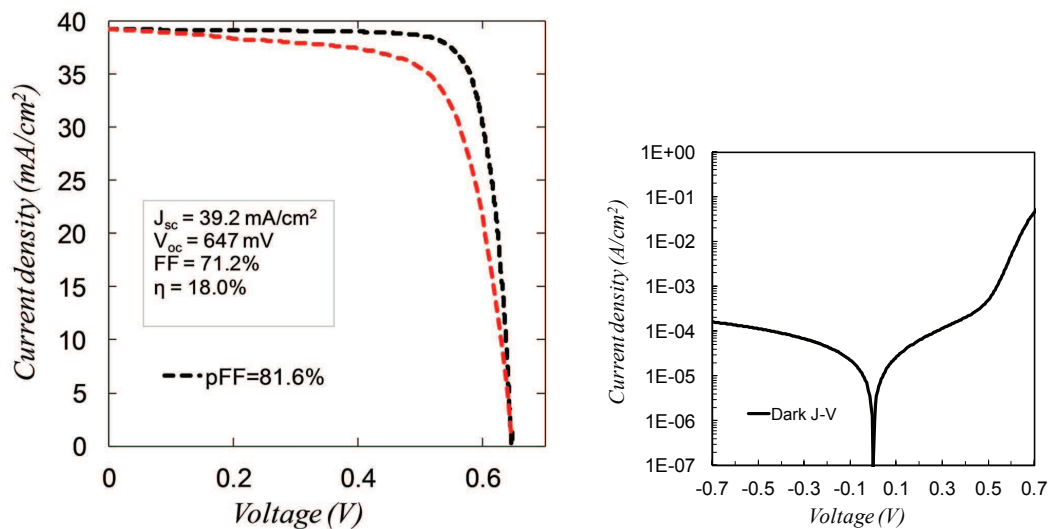 40
35
30
25
20
15
10
5
0
Current density (mA/cm²)
Jsc = 39.2 mA/cm²
Voc = 647 mV
FF = 71.2%
η = 18.0%
pFF=81.6%
0 0.2 0.4 0.6
Voltage (V)
1E+00
1E-01
1E-02
1E-03
1E-04
1E-05
1E-06
1E-07
Current density (A/cm²)
Dark J-V
-0.7 -0.5 -0.3 -0.1 0.1 0.3 0.5 0.7
Voltage (V)